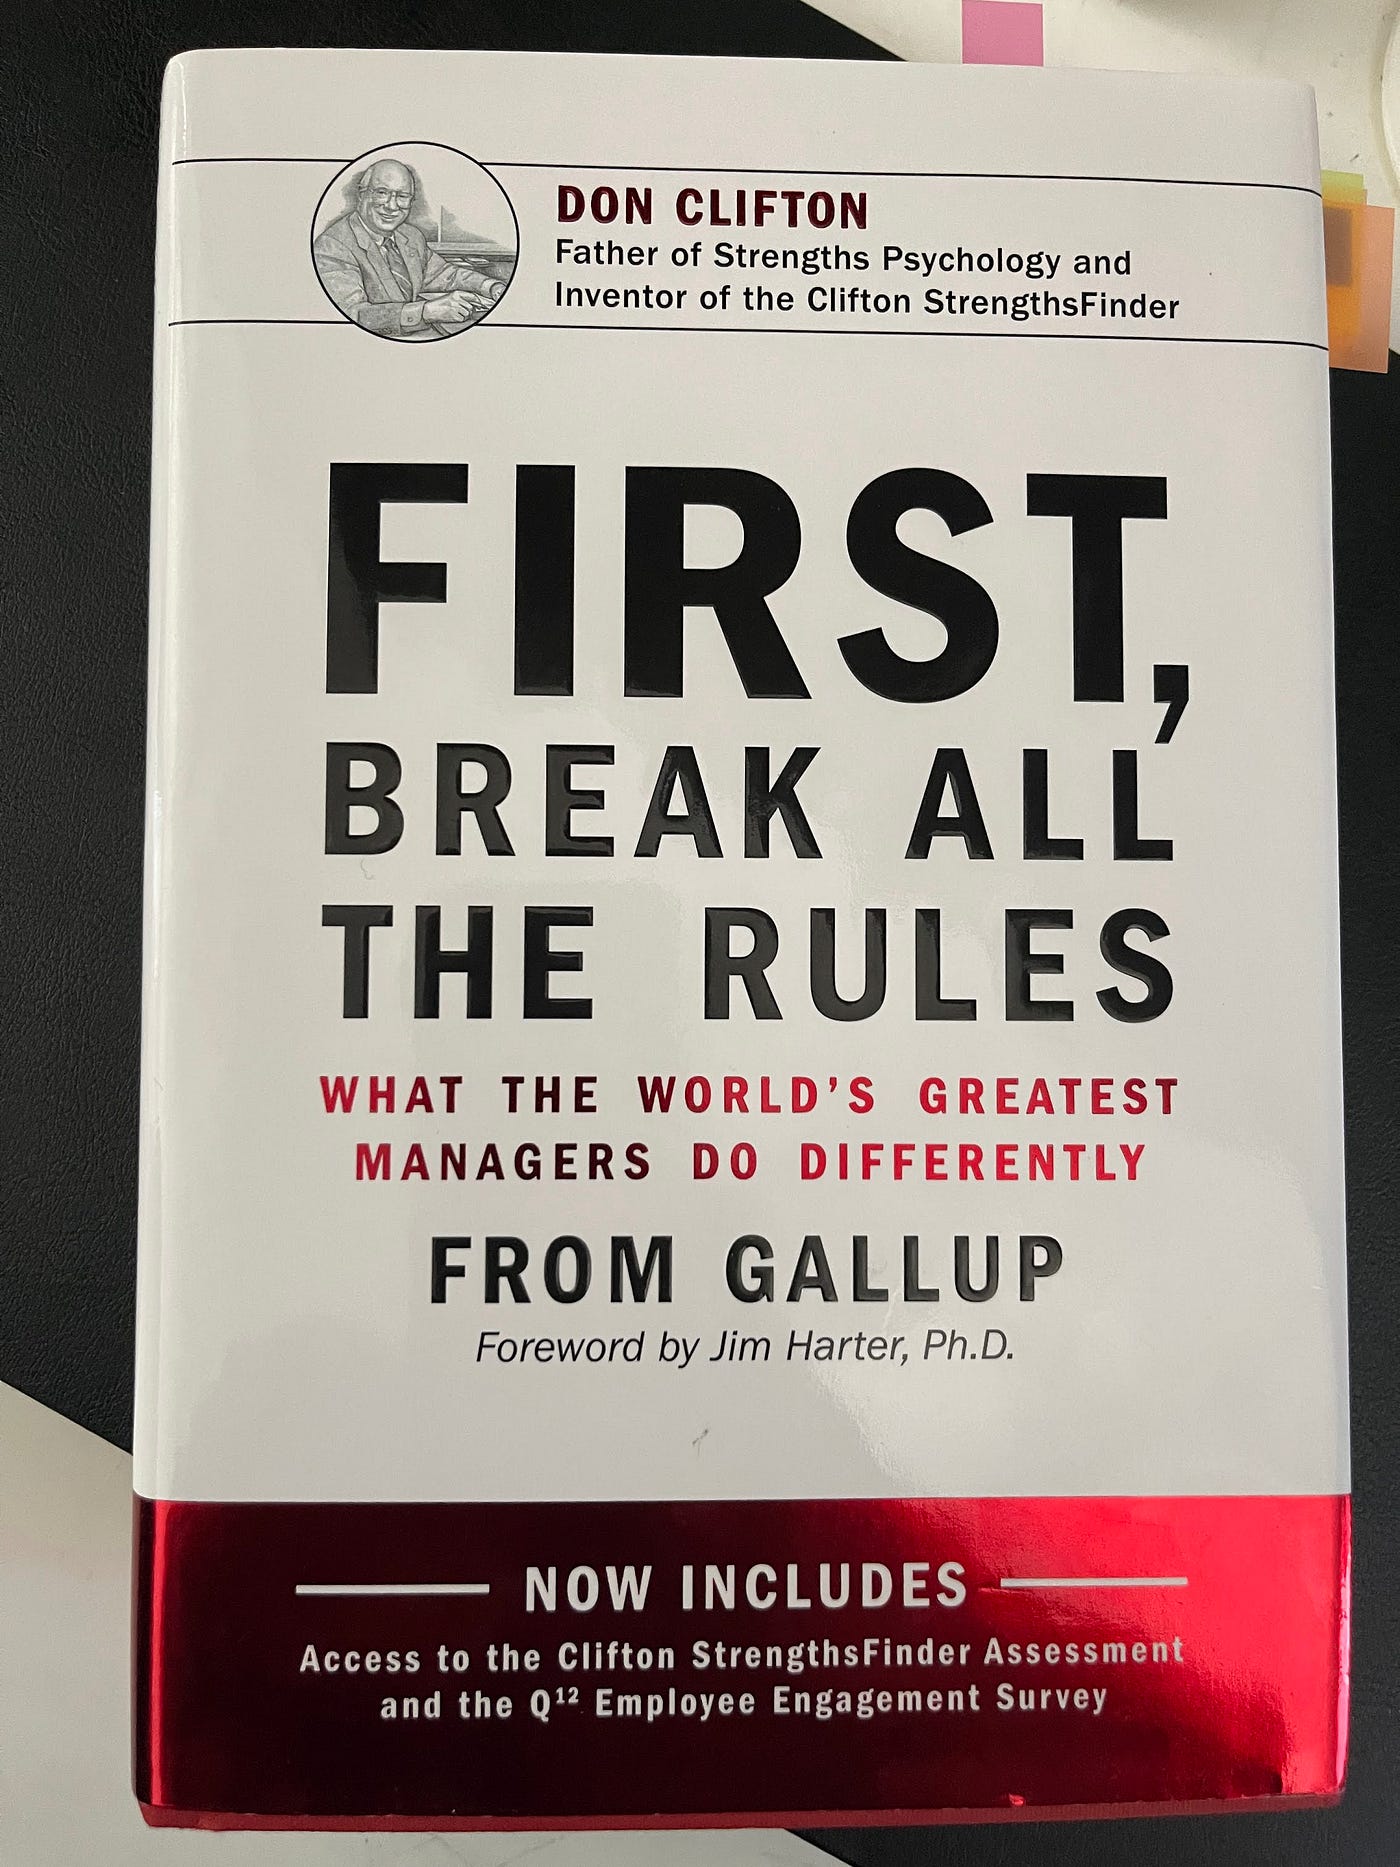 DON CLIFTON
Father of Strengths Psychology and
Inventor of the Clifton StrengthsFinder
FIRST,
BREAK ALL
THE RULES
WHAT THE WORLD'S GREATEST
MANAGERS DO DIFFERENTLY
FROM GALLUP
Foreword by Jim Harter, Ph.D.
NOW INCLUDES
Access to the Clifton StrengthsFinder Assessment
and the Q¹² Employee Engagement Survey